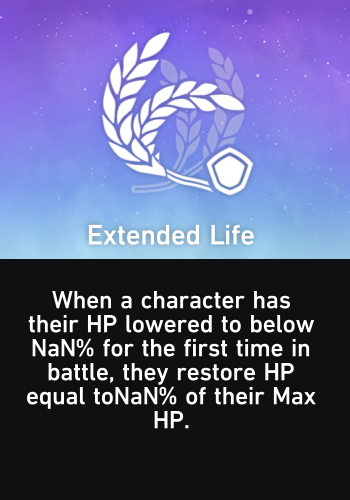 Extended Life
When a character has
their HP lowered to below
NaN% for the first time in
battle, they restore HP
equal toNaN% of their Max
HP.